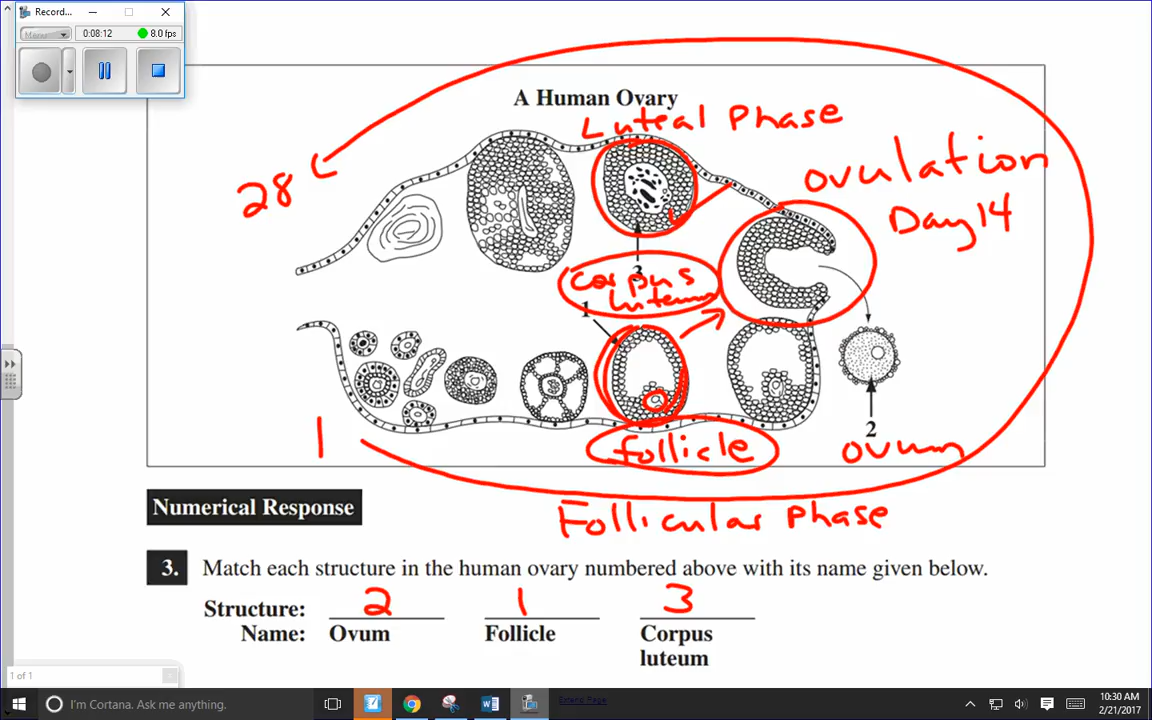 Record...
Menu
0:08:12
8.0 fps
A Human Ovary
Luteal Phase
ovulation
Day 14
28
3
corpus
luteum
1
2
1
follicle
ovum
Follicular Phase
Numerical Response
3. Match each structure in the human ovary numbered above with its name given below.
Structure: 2 1 3
Name: Ovum Follicle Corpus
luteum
1 of 1
I'm Cortana. Ask me anything.
External Page
10:30 AM
2/21/2017